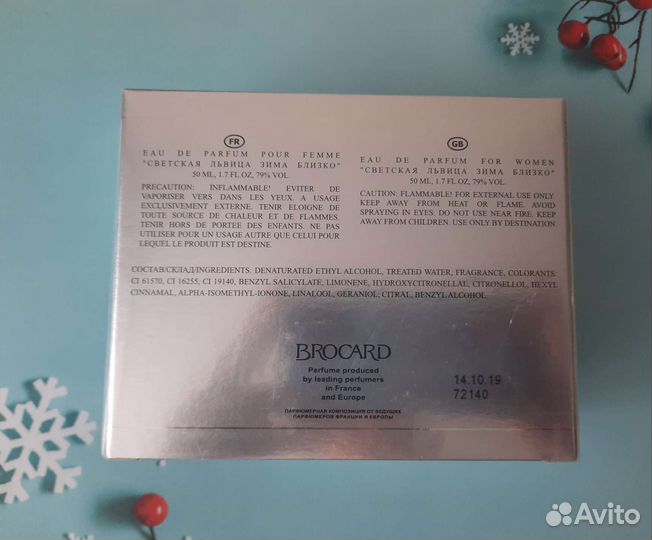 FR
EAU DE PARFUM POUR FEMME
"СВЕТСКАЯ ЛЬВИЦА ЗИМА БЛИЗКО"
50 ML, 1.7 FL OZ, 79% VOL.
PRECAUTION: INFLAMMABLE! EVITER DE
VAPORISER VERS DANS LES YEUX. A USAGE
EXCLUSIVEMENT EXTERNE. TENIR ELOIGNE DE
TOUTE SOURCE DE CHALEUR ET DE FLAMMES.
TENIR HORS DE PORTEE DES ENFANTS. NE PAS
UTILISER POUR UN USAGE AUTRE QUE CELUI POUR
LEQUEL LE PRODUIT EST DESTINE.
GB
EAU DE PARFUM FOR WOMEN
"СВЕТСКАЯ ЛЬВИЦА ЗИМА БЛИЗКО"
50 ML, 1.7 FL OZ, 79% VOL.
CAUTION: FLAMMABLE! FOR EXTERNAL USE ONLY.
KEEP AWAY FROM HEAT OR FLAME. AVOID
SPRAYING IN EYES. DO NOT USE NEAR FIRE. KEEP
AWAY FROM CHILDREN. USE ONLY BY DESTINATION.
СОСТАВ/СКЛАД/INGREDIENTS: DENATURATED ETHYL ALCOHOL, TREATED WATER, FRAGRANCE, COLORANTS:
CI 61570, CI 16255, CI 19140, BENZYL SALICYLATE, LIMONENE, HYDROXYCITRONELLAL, CITRONELLOL, HEXYL
CINNAMAL, ALPHA-ISOMETHYL-IONONE, LINALOOL, GERANIOL, CITRAL, BENZYL ALCOHOL.
BROCARD
Perfume produced
by leading perfumers
in France
and Europe
ПАРФЮМЕРНАЯ КОМПОЗИЦИЯ ОТ ВЕДУЩИХ
ПАРФЮМЕРОВ ФРАНЦИИ И ЕВРОПЫ
14.10.19
72140
Avito